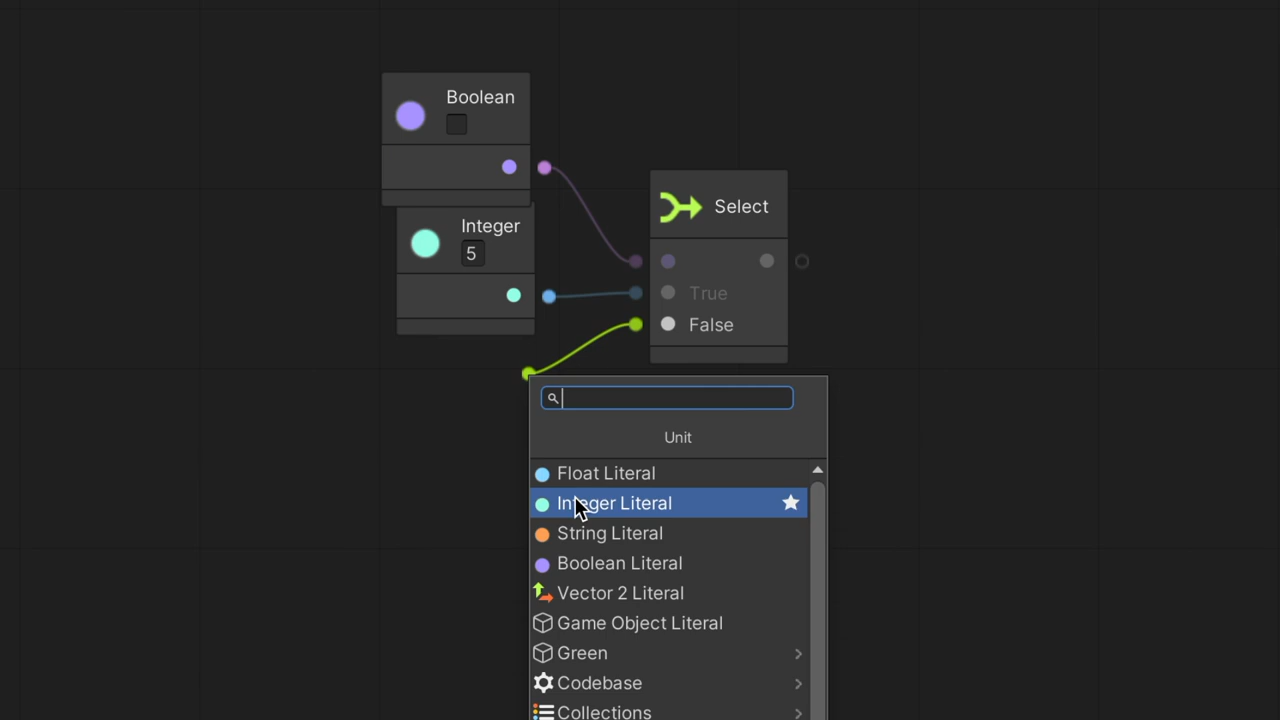 Boolean
Integer
5
Select
True
False
Unit
Float Literal
Integer Literal
String Literal
Boolean Literal
Vector 2 Literal
Game Object Literal
Green
Codebase
Collections